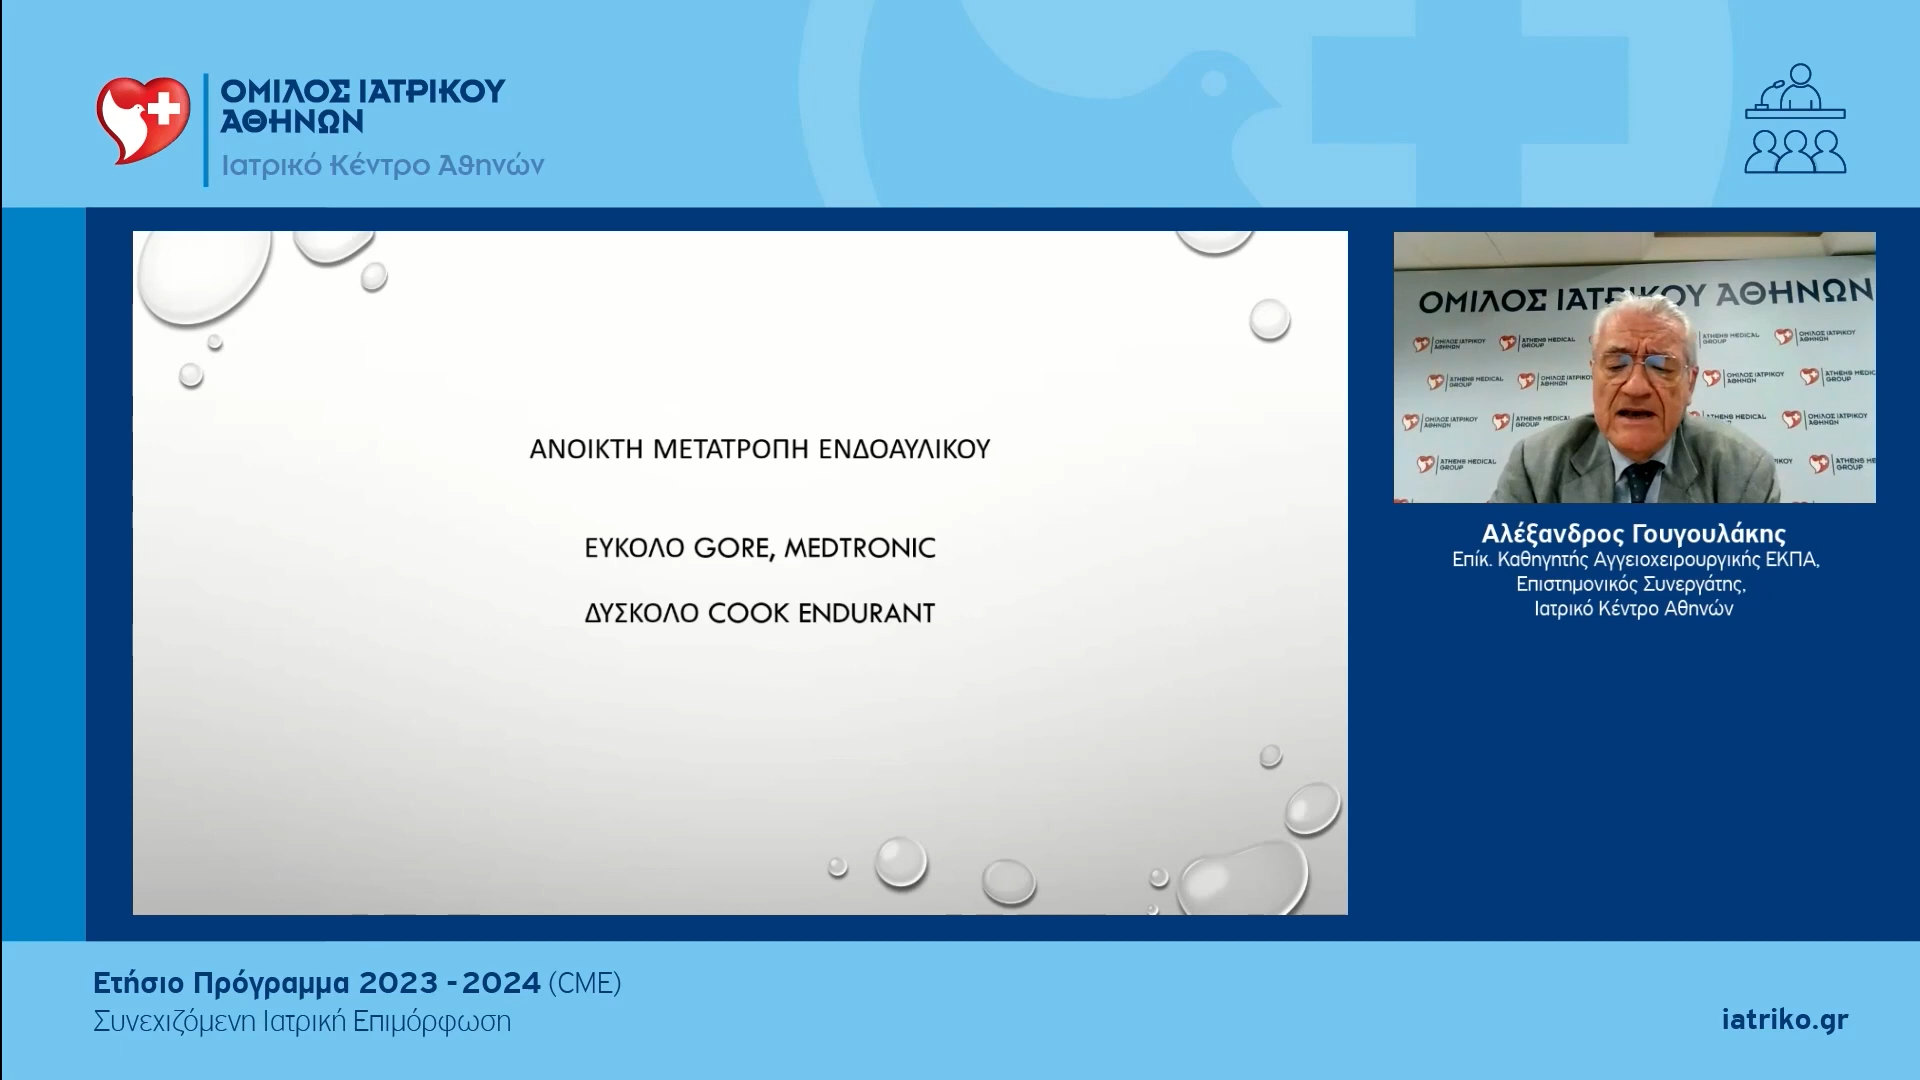 ΟΜΙΛΟΣ ΙΑΤΡΙΚΟΥ
ΑΘΗΝΩΝ
Ιατρικό Κέντρο Αθηνών
ΑΝΟΙΚΤΗ ΜΕΤΑΤΡΟΠΗ ΕΝΔΟΑΥΛΙΚΟΥ
ΕΥΚΟΛΟ GORE, MEDTRONIC
ΔΥΣΚΟΛΟ COOK ENDURANT
ΟΜΙΛΟΣ ΙΑΤΡΙΚΟΥ ΑΘΗΝΩΝ
Αλέξανδρος Γουγουλάκης
Επίκ. Καθηγητής Αγγειοχειρουργικής ΕΚΠΑ,
Επιστημονικός Συνεργάτης,
Ιατρικό Κέντρο Αθηνών
Ετήσιο Πρόγραμμα 2023 - 2024 (CME)
Συνεχιζόμενη Ιατρική Επιμόρφωση
iatriko.gr